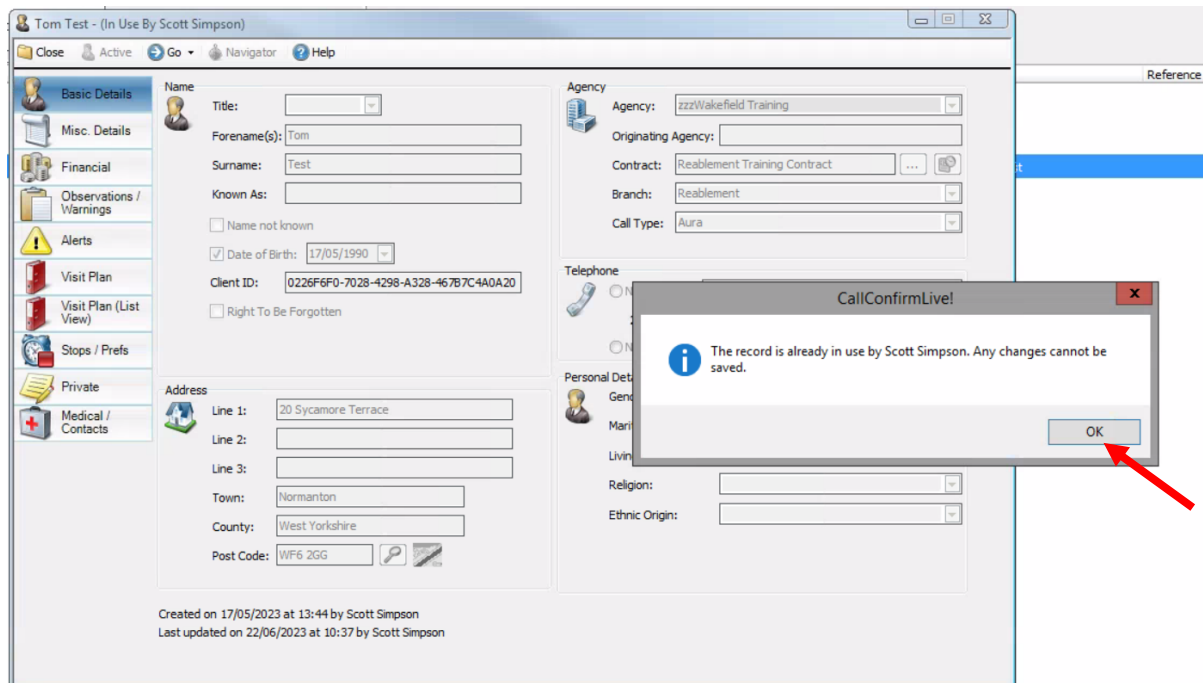 Tom Test - (In Use By Scott Simpson)
Close Active Go Navigator Help
Reference
Basic Details
Misc. Details
Financial
Observations /
Warnings
Alerts
Visit Plan
Visit Plan (List
View)
Stops / Prefs
Private
Medical /
Contacts
Name
Title:
Forename(s): Tom
Surname: Test
Known As:
Name not known
Date of Birth: 17/05/1990
Client ID: 0226F6F0-7028-4298-A328-467B7C4A0A20
Right To Be Forgotten
Address
Line 1: 20 Sycamore Terrace
Line 2:
Line 3:
Town: Normanton
County: West Yorkshire
Post Code: WF6 2GG
Agency
Agency: zzzWakefield Training
Originating Agency:
Contract: Reablement Training Contract ...
Branch: Reablement
Call Type: Aura
Telephone
Personal Deta
Gend
Marit
Livin
Religion:
Ethnic Origin:
CallConfirmLive!
X
The record is already in use by Scott Simpson. Any changes cannot be
saved.
OK
Created on 17/05/2023 at 13:44 by Scott Simpson
Last updated on 22/06/2023 at 10:37 by Scott Simpson